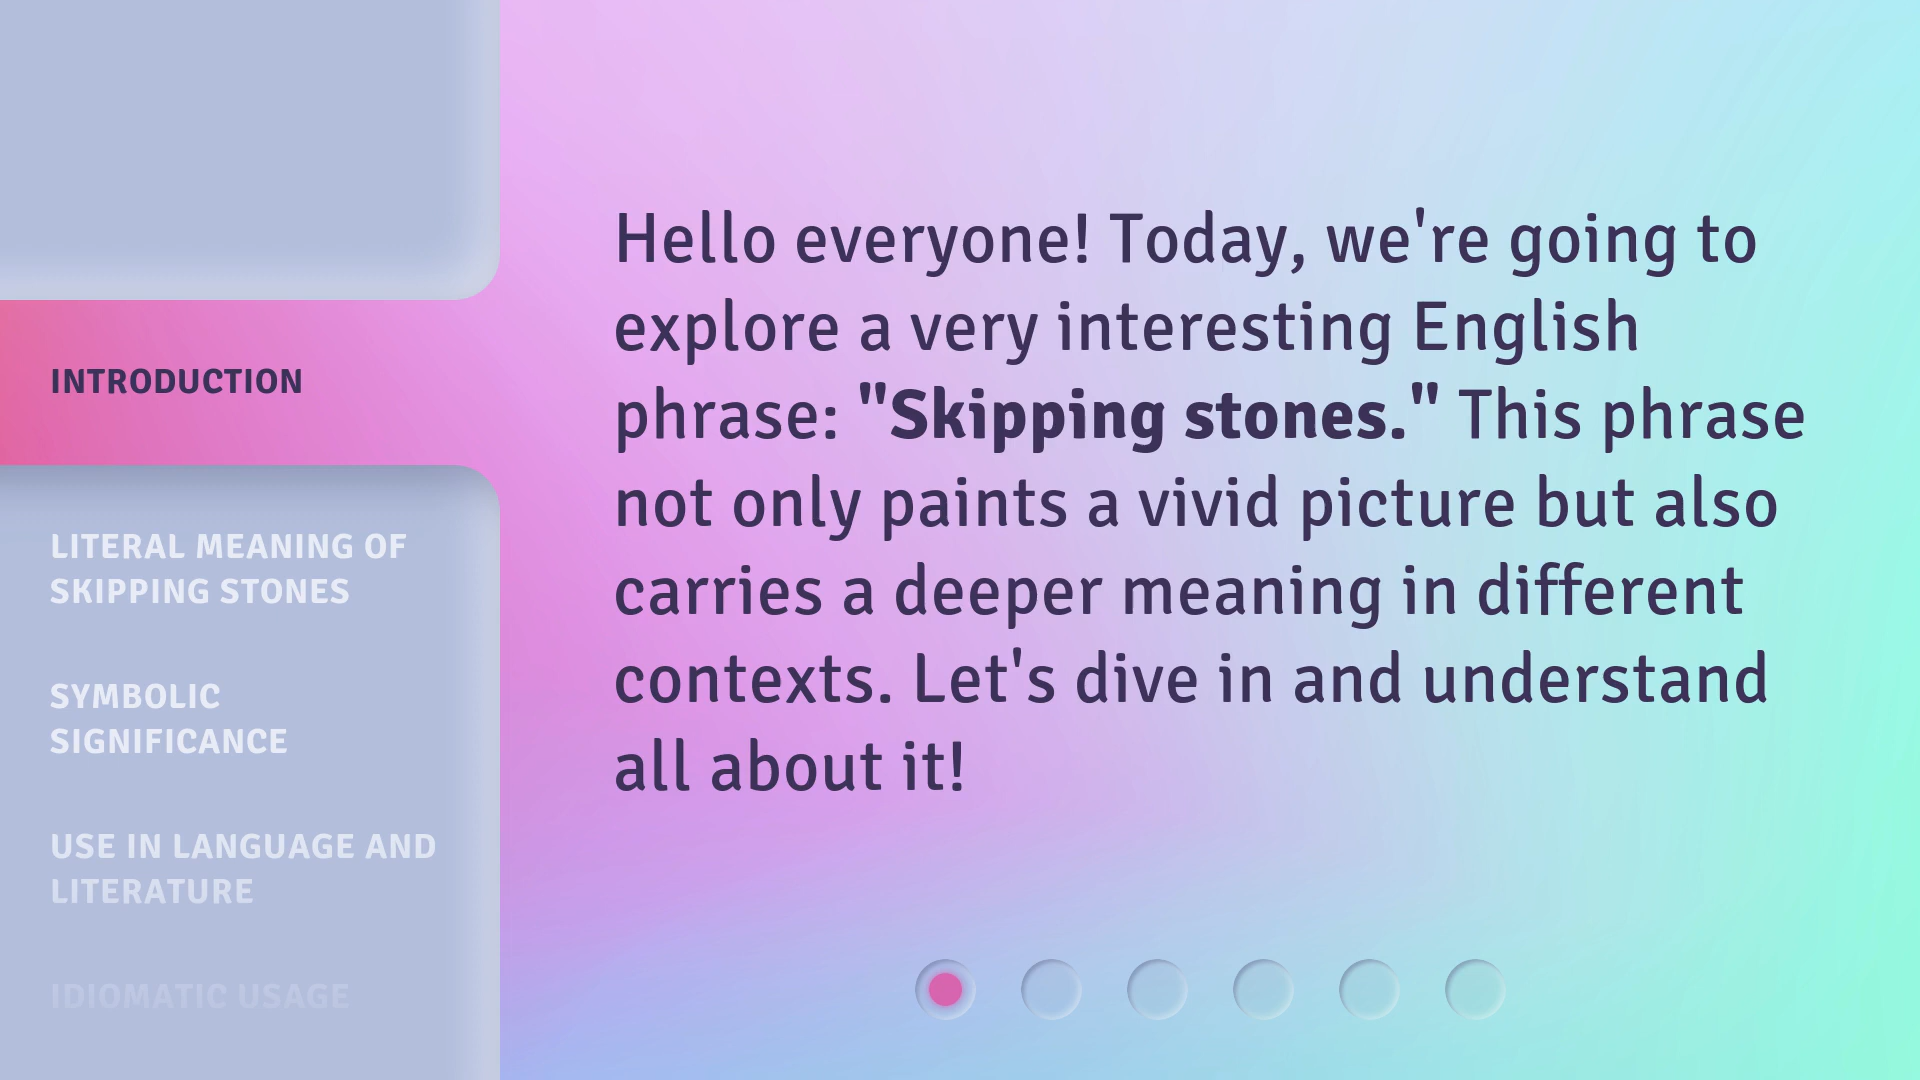 INTRODUCTION
LITERAL MEANING OF
SKIPPING STONES
SYMBOLIC
SIGNIFICANCE
USE IN LANGUAGE AND
LITERATURE
IDIOMATIC USAGE
Hello everyone! Today, we're going to
explore a very interesting English
phrase: "Skipping stones." This phrase
not only paints a vivid picture but also
carries a deeper meaning in different
contexts. Let's dive in and understand
all about it!